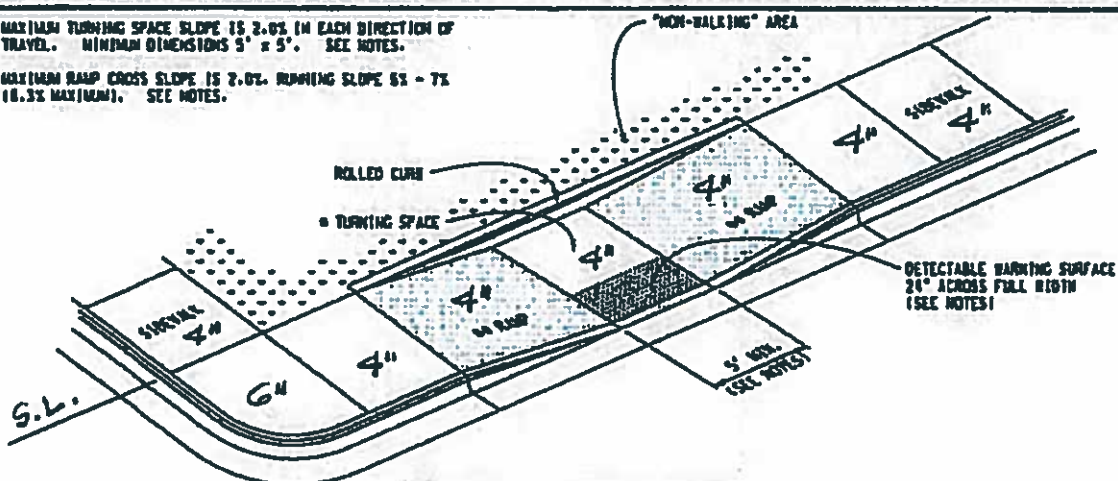 MAXIMUM TURNING SPACE SLOPE IS 2.0% IN EACH DIRECTION OF
TRAVEL. MINIMUM DIMENSIONS 5' x 5'. SEE NOTES.
MAXIMUM RAMP CROSS SLOPE IS 2.0%. RUNNING SLOPE 5% - 7%
(8.3% MAXIMUM). SEE NOTES.
"NON-WALKING" AREA
SIDEWALK
4"
4"
ROLLED CURB
4"
** RAMP
* TURNING SPACE
4"
DETECTABLE WARNING SURFACE
24" ACROSS FULL WIDTH
(SEE NOTES)
4"
** RAMP
SIDEWALK
4"
5' MIN.
(SEE NOTES)
4"
6"
S.L.